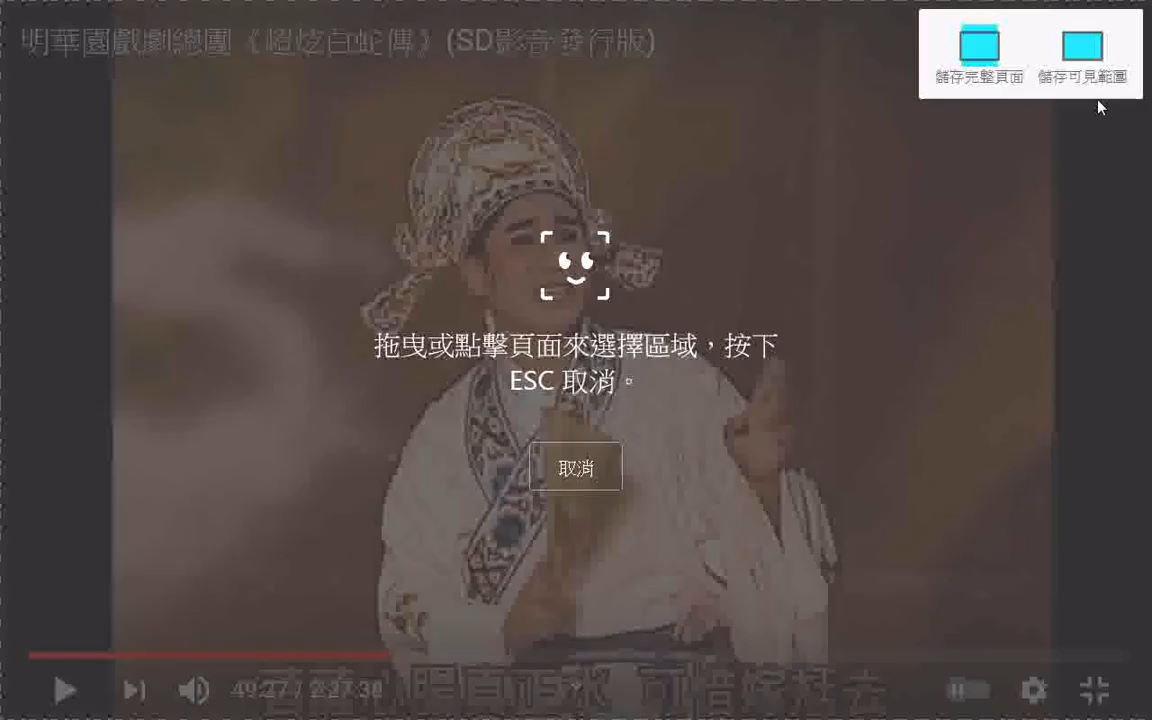 明華園戲劇總團《超炫白蛇傳》(SD影音發行版)
儲存完整頁面
儲存可見範圍
拖曳或點擊頁面來選擇區域，按下
ESC 取消。
取消
49:27 / 2:27:38